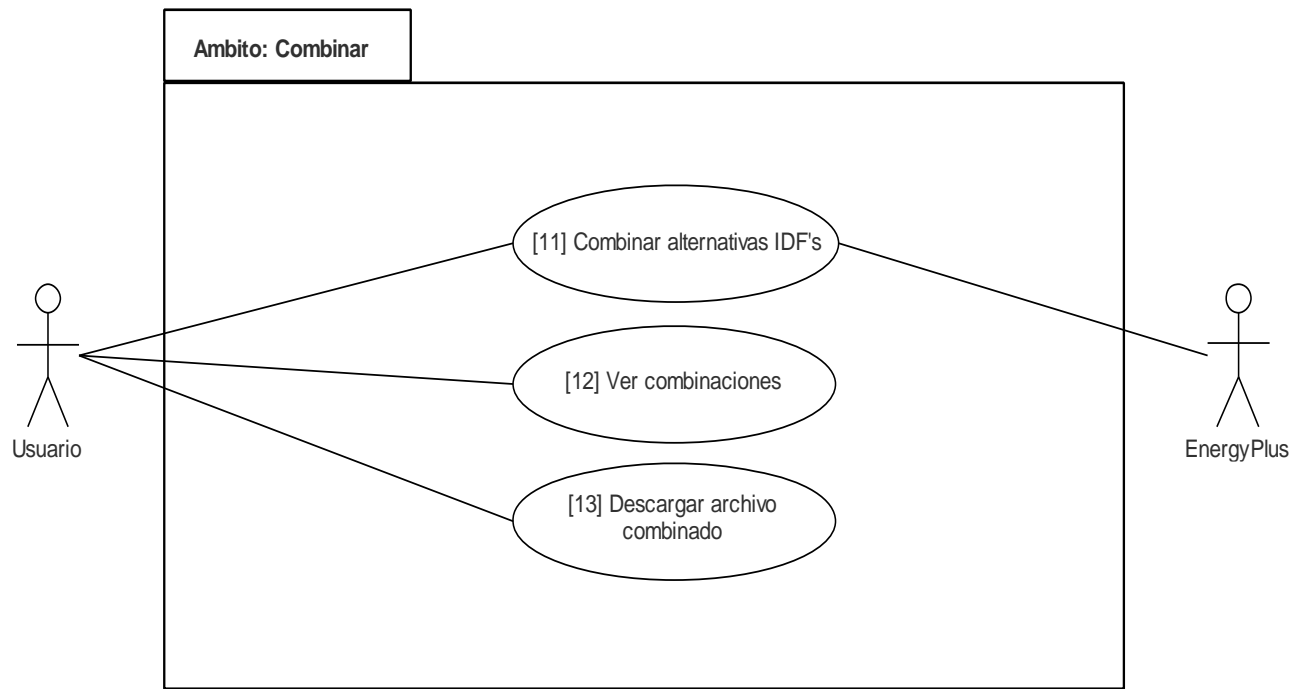 Ambito: Combinar
[11] Combinar alternativas IDF's
[12] Ver combinaciones
Usuario
EnergyPlus
[13] Descargar archivo
combinado